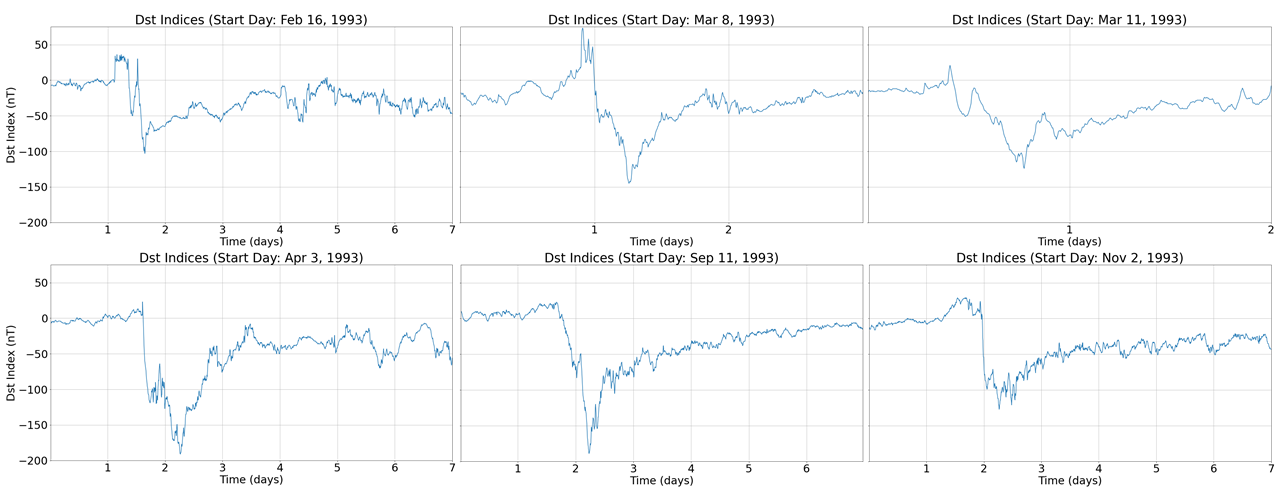 Dst Indices (Start Day: Feb 16, 1993)
Dst Index (nT)
50
0
−50
−100
−150
−200
1 2 3 4 5 6 7
Time (days)
Dst Indices (Start Day: Mar 8, 1993)
1 2
Time (days)
Dst Indices (Start Day: Mar 11, 1993)
1 2
Time (days)
Dst Indices (Start Day: Apr 3, 1993)
Dst Index (nT)
50
0
−50
−100
−150
−200
1 2 3 4 5 6 7
Time (days)
Dst Indices (Start Day: Sep 11, 1993)
1 2 3 4 5 6
Time (days)
Dst Indices (Start Day: Nov 2, 1993)
1 2 3 4 5 6 7
Time (days)